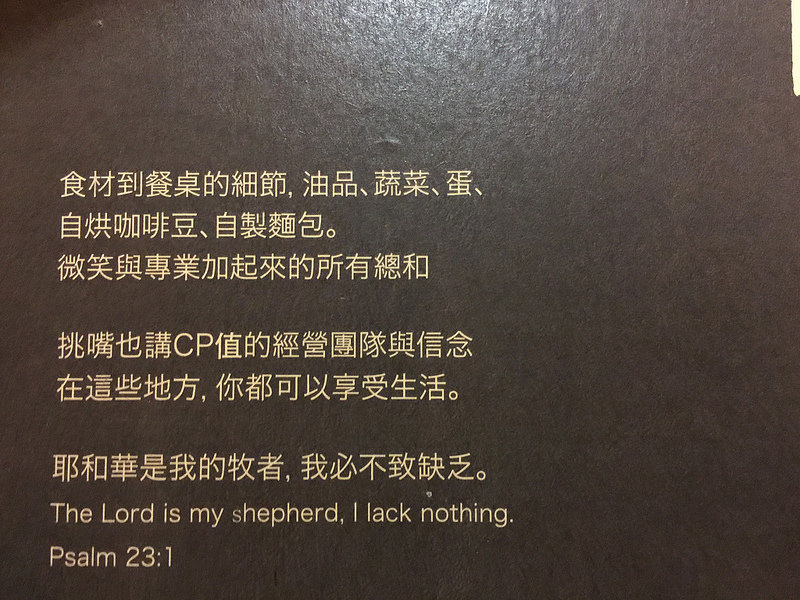 食材到餐桌的細節, 油品、蔬菜、蛋、
自烘咖啡豆、自製麵包。
微笑與專業加起來的所有總和
挑嘴也講CP值的經營團隊與信念
在這些地方, 你都可以享受生活。
耶和華是我的牧者, 我必不致缺乏。
The Lord is my shepherd, I lack nothing.
Psalm 23:1